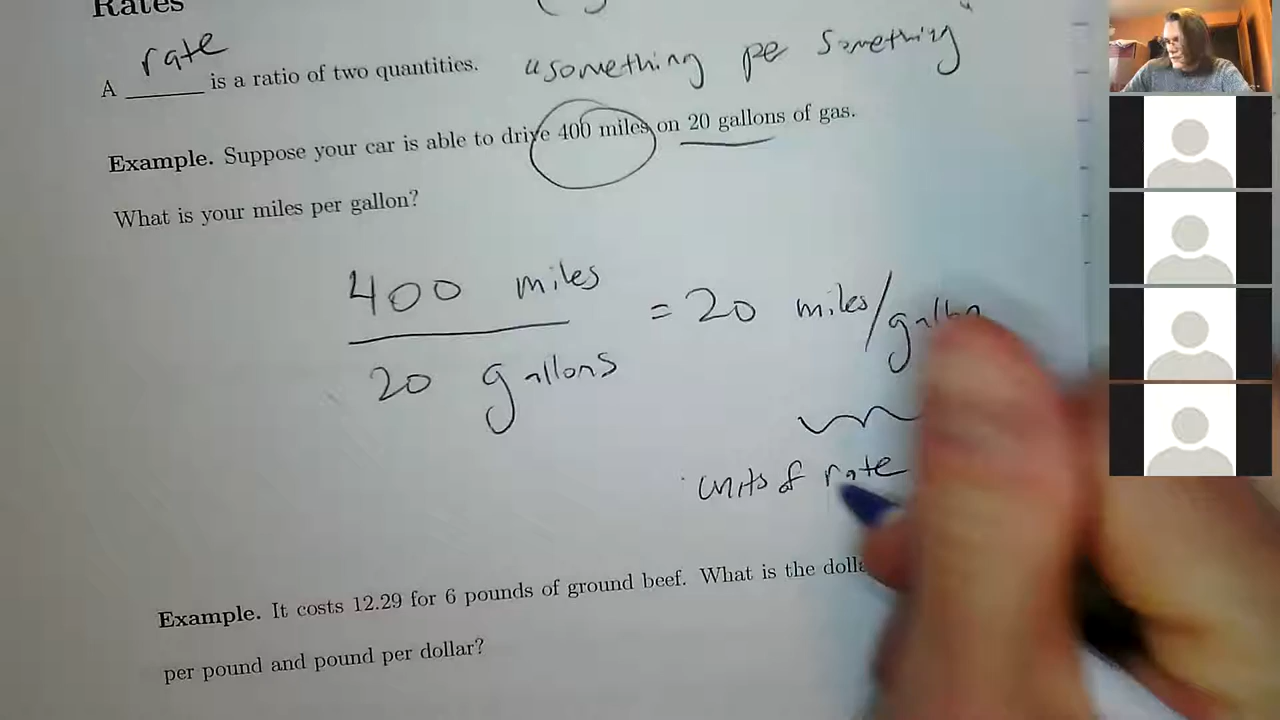 Rates
rate
A ______ is a ratio of two quantities. "something per something"
Example. Suppose your car is able to drive 400 miles on 20 gallons of gas.
What is your miles per gallon?
400 miles
= 20 miles/gallon
20 gallons
units of rate
Example. It costs 12.29 for 6 pounds of ground beef. What is the
per pound and pound per dollar?